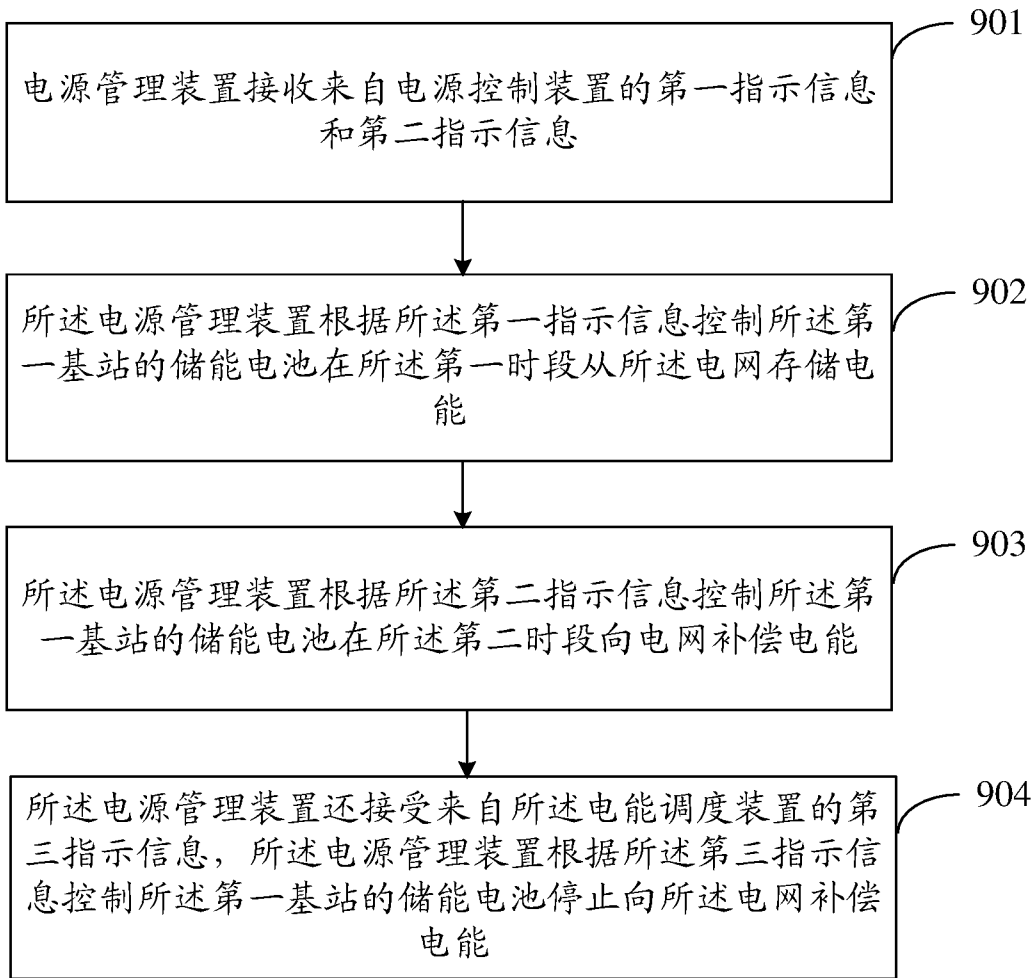 901
电源管理装置接收来自电源控制装置的第一指示信息
和第二指示信息
902
所述电源管理装置根据所述第一指示信息控制所述第
一基站的储能电池在所述第一时段从所述电网存储电
能
903
所述电源管理装置根据所述第二指示信息控制所述第
一基站的储能电池在所述第二时段向电网补偿电能
904
所述电源管理装置还接受来自所述电能调度装置的第
三指示信息，所述电源管理装置根据所述第三指示信
息控制所述第一基站的储能电池停止向所述电网补偿
电能